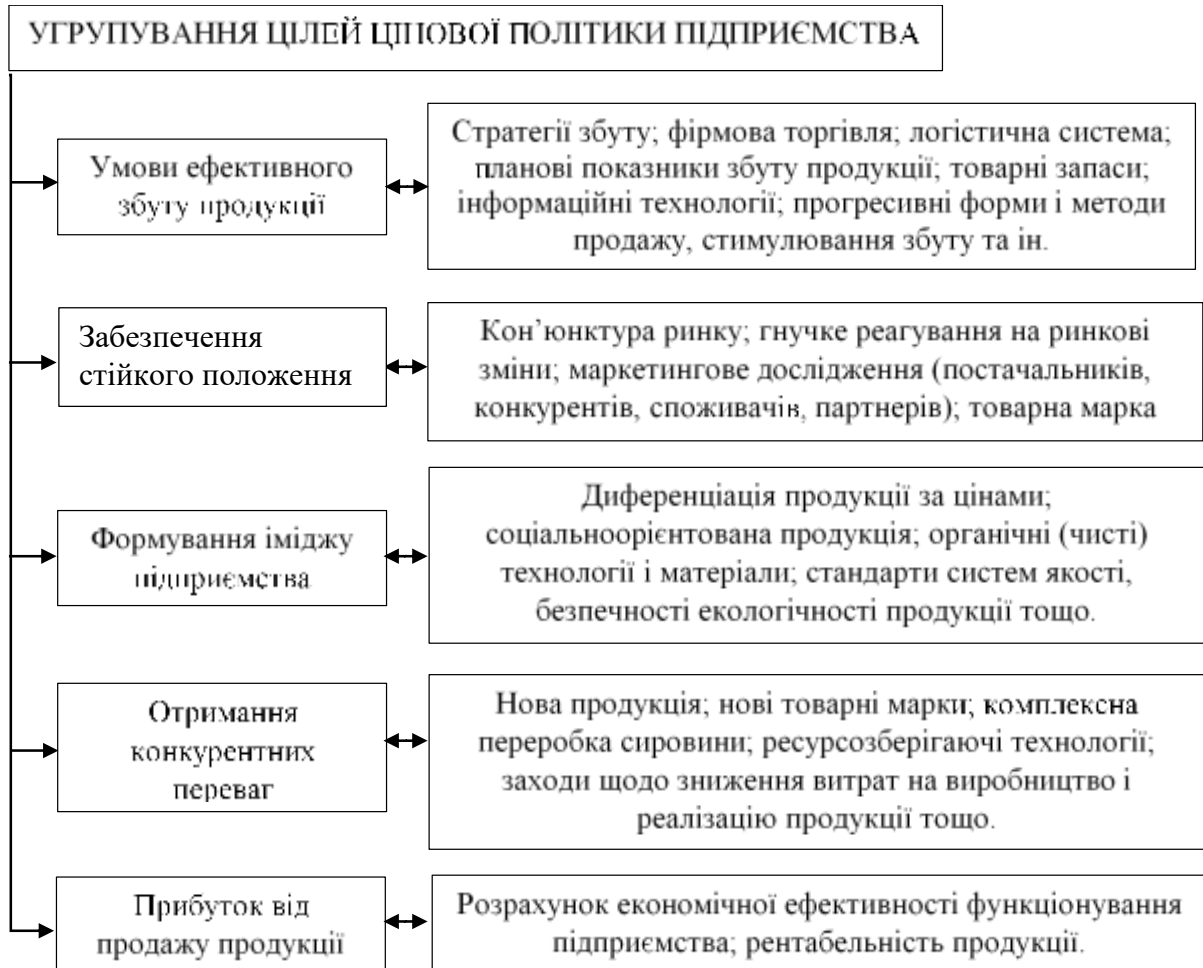 УГРУПУВАННЯ ЦІЛЕЙ ЦІНОВОЇ ПОЛІТИКИ ПІДПРИЄМСТВА
Умови ефективного
збуту продукції
Стратегії збуту; фірмова торгівля; логістична система;
планові показники збуту продукції; товарні запаси;
інформаційні технології; прогресивні форми і методи
продажу, стимулювання збуту та ін.
Забезпечення
стійкого положення
Кон’юнктура ринку; гнучке реагування на ринкові
зміни; маркетингове дослідження (постачальників,
конкурентів, споживачів, партнерів); товарна марка
Формування іміджу
підприємства
Диференціація продукції за цінами;
соціальноорієнтована продукція; органічні (чисті)
технології і матеріали; стандарти систем якості,
безпечності екологічності продукції тощо.
Отримання
конкурентних
переваг
Нова продукція; нові товарні марки; комплексна
переробка сировини; ресурсозберігаючі технології;
заходи щодо зниження витрат на виробництво і
реалізацію продукції тощо.
Прибуток від
продажу продукції
Розрахунок економічної ефективності функціонування
підприємства; рентабельність продукції.